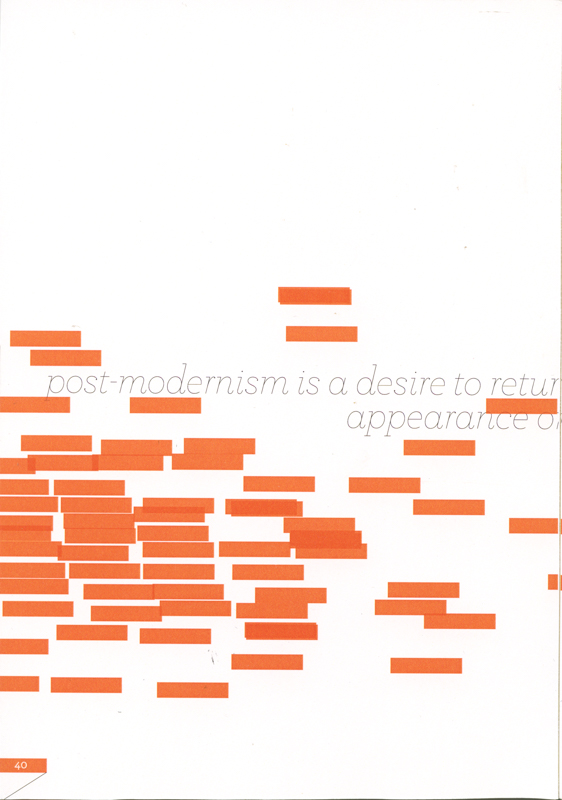 post-modernism is a desire to retur
appearance o
40